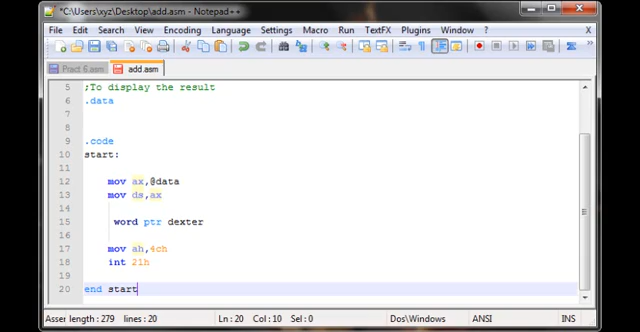 *C:\Users\xyz\Desktop\add.asm - Notepad++
File Edit Search View Encoding Language Settings Macro Run TextFX Plugins Window ? X
Pract 6.asm add.asm
5 ;To display the result
6 .data
7
8
9 .code
10 start:
11
12 mov ax,@data
13 mov ds,ax
14
15 word ptr dexter
16
17 mov ah,4ch
18 int 21h
19
20 end start
Asser length : 279 lines : 20 Ln : 20 Col : 10 Sel : 0 Dos\Windows ANSI INS